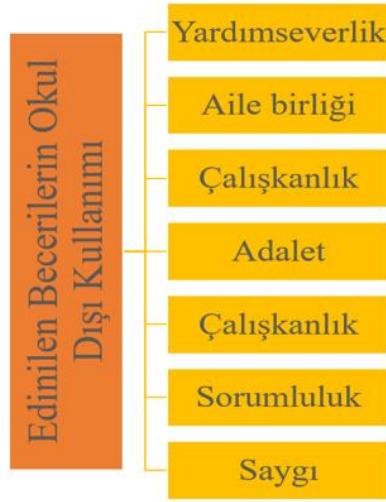 Edinilen Becerilerin Okul
Dışı Kullanımı
Yardımseverlik
Aile birliği
Çalışkanlık
Adalet
Çalışkanlık
Sorumluluk
Saygı